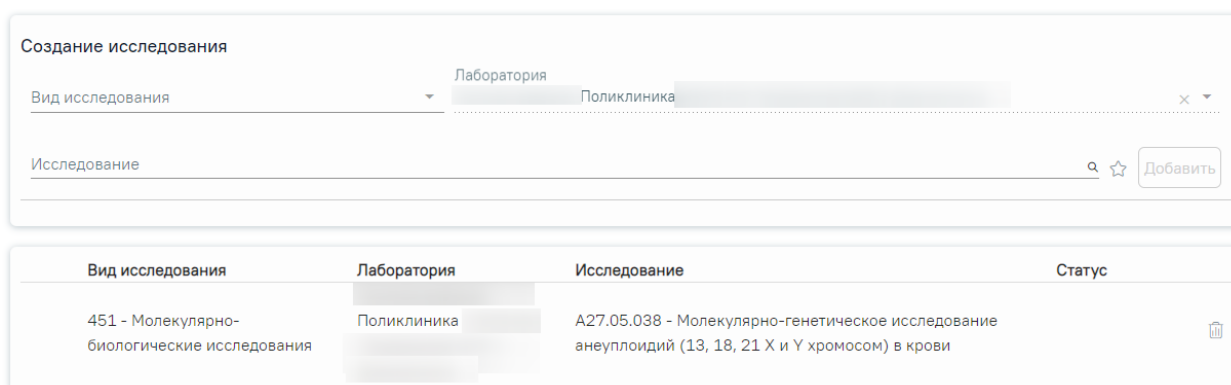 Создание исследования
Лаборатория
Вид исследования
Поликлиника
Исследование
Добавить
Вид исследования Лаборатория Исследование Статус
451 - Молекулярно- Поликлиника A27.05.038 - Молекулярно-генетическое исследование
биологические исследования анеуплоидий (13, 18, 21 X и Y хромосом) в крови